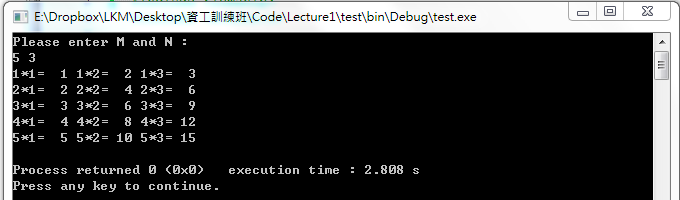 E:\Dropbox\LKM\Desktop\資工訓練班\Code\Lecture1\test\bin\Debug\test.exe
Please enter M and N :
5 3
1*1=  1 1*2=  2 1*3=  3
2*1=  2 2*2=  4 2*3=  6
3*1=  3 3*2=  6 3*3=  9
4*1=  4 4*2=  8 4*3= 12
5*1=  5 5*2= 10 5*3= 15
Process returned 0 (0x0)   execution time : 2.808 s
Press any key to continue.